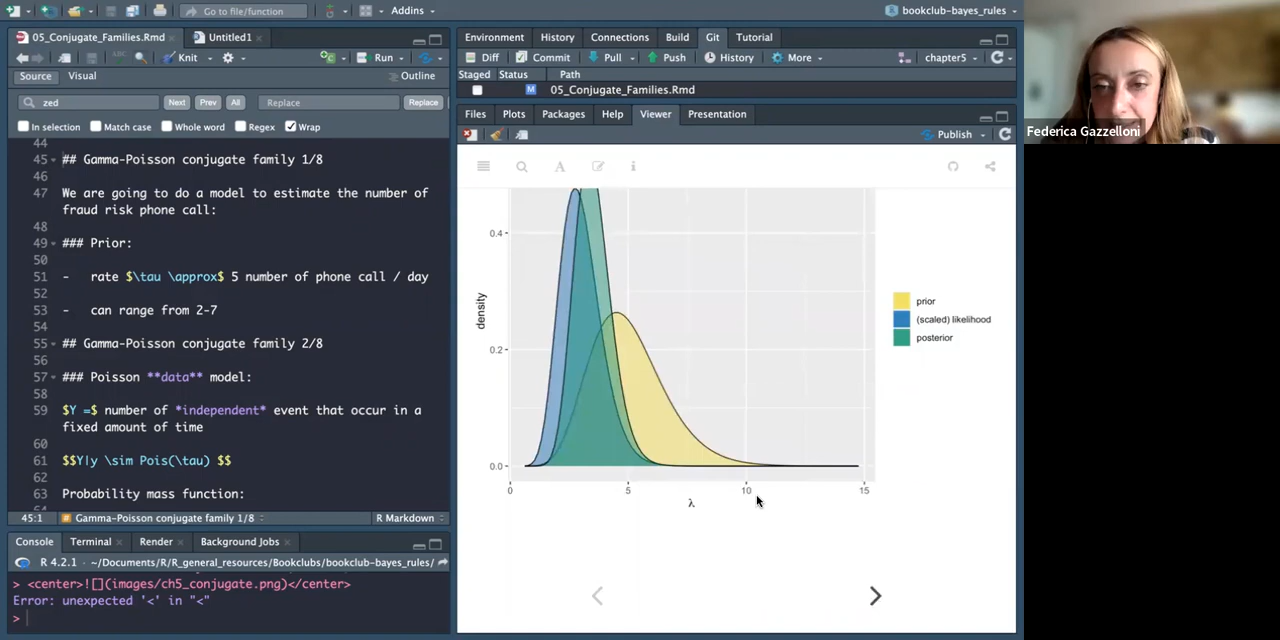 Go to file/function
Addins
bookclub-bayes_rules
05_Conjugate_Families.Rmd
Untitled1
Knit
Run
Source
Visual
Outline
zed
Next
Prev
All
Replace
Replace
In selection
Match case
Whole word
Regex
Wrap
44
45 ## Gamma-Poisson conjugate family 1/8
46
47 We are going to do a model to estimate the number of
fraud risk phone call:
48
49 ### Prior:
50
51 -   rate $\tau \approx$ 5 number of phone call / day
52
53 -   can range from 2-7
54
55 ## Gamma-Poisson conjugate family 2/8
56
57 ### Poisson **data** model:
58
59 $Y =$ number of *independent* event that occur in a
fixed amount of time
60
61 $$Y|y \sim Pois(\tau) $$
62
63 Probability mass function:
45:1
Gamma-Poisson conjugate family 1/8
R Markdown
Console
Terminal
Render
Background Jobs
R 4.2.1 · ~/Documents/R/R_general_resources/Bookclubs/bookclub-bayes_rules/
> <center>![](images/ch5_conjugate.png)</center>
Error: unexpected '<' in "<"
>
Environment
History
Connections
Build
Git
Tutorial
Diff
Commit
Pull
Push
History
More
chapter5
Staged
Status
Path
M
05_Conjugate_Families.Rmd
Files
Plots
Packages
Help
Viewer
Presentation
Publish
density
0.4
0.2
0.0
0
5
10
15
λ
prior
(scaled) likelihood
posterior
Federica Gazzelloni